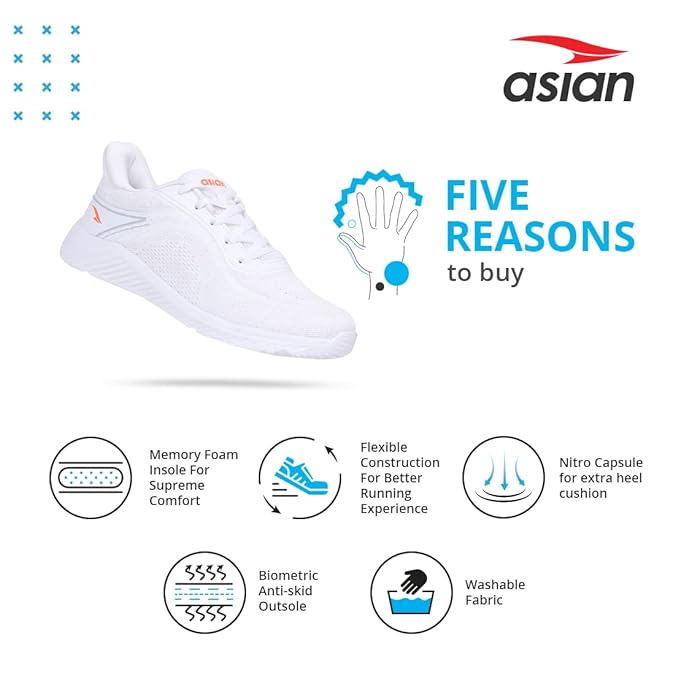 asian
asian
FIVE
REASONS
to buy
Memory Foam
Insole For
Supreme
Comfort
Flexible
Construction
For Better
Running
Experience
Nitro Capsule
for extra heel
cushion
Biometric
Anti-skid
Outsole
Washable
Fabric